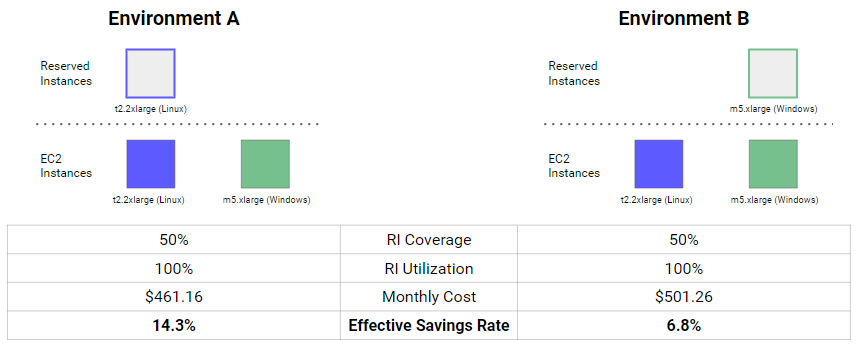 Environment A
Environment B
Reserved
Instances
t2.2xlarge (Linux)
Reserved
Instances
m5.xlarge (Windows)
EC2
Instances
t2.2xlarge (Linux)
m5.xlarge (Windows)
EC2
Instances
t2.2xlarge (Linux)
m5.xlarge (Windows)
50% RI Coverage 50%
100% RI Utilization 100%
$461.16 Monthly Cost $501.26
14.3% Effective Savings Rate 6.8%